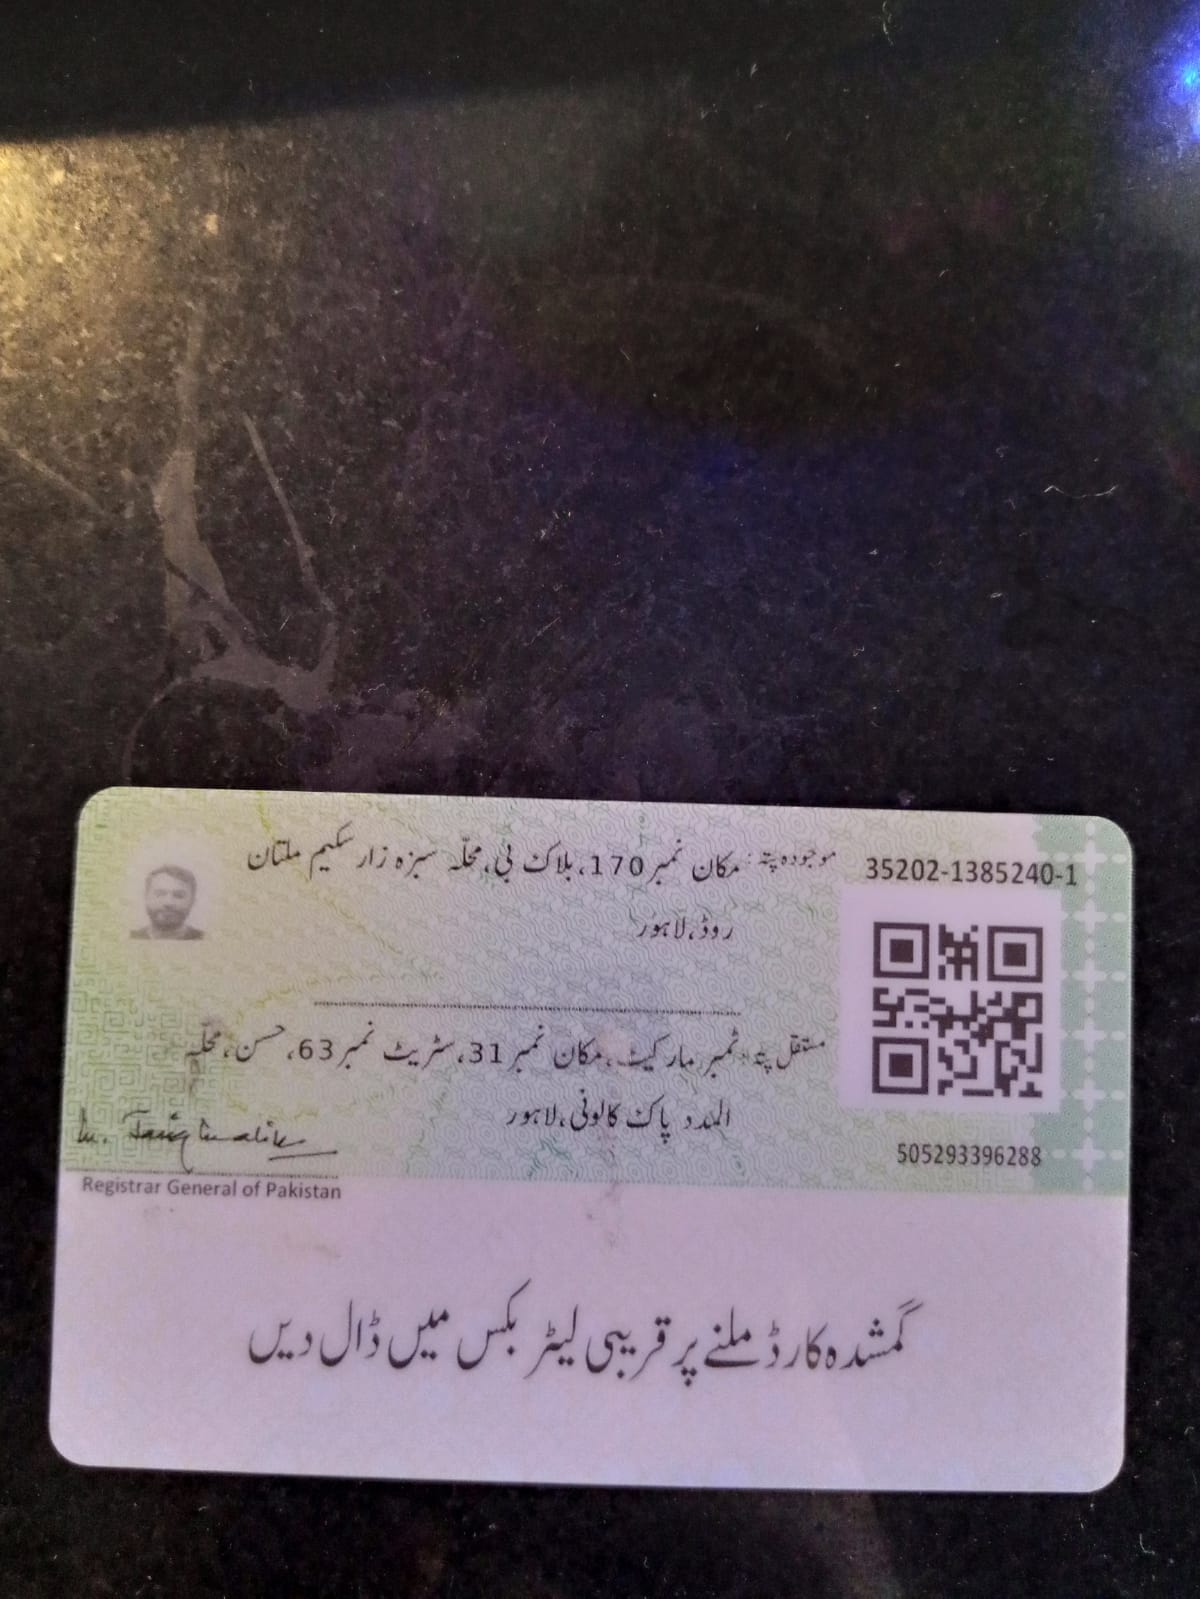 35202-1385240-1
موجودہ پتہ: مکان نمبر 170، بلاک بی، محلّہ سبزہ زار سکیم ملتان
روڈ، لاہور
مستقل پتہ: ٹمبر مارکیٹ، مکان نمبر 31، سٹریٹ نمبر 63، حسن، محلّہ
المدد پاک کالونی، لاہور
505293396288
Registrar General of Pakistan
گمشدہ کارڈ ملنے پر قریبی لیٹر بکس میں ڈال دیں